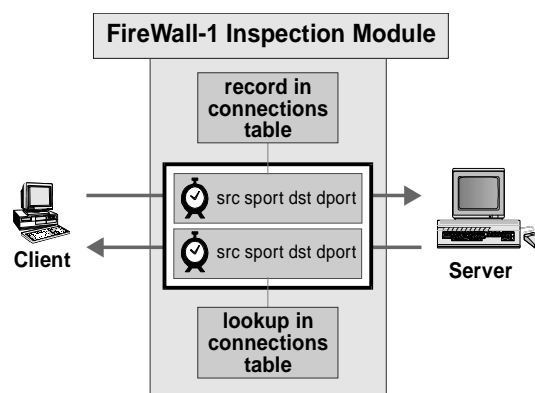 FireWall-1 Inspection Module
record in
connections
table
src sport dst dport
Client
src sport dst dport
Server
lookup in
connections
table